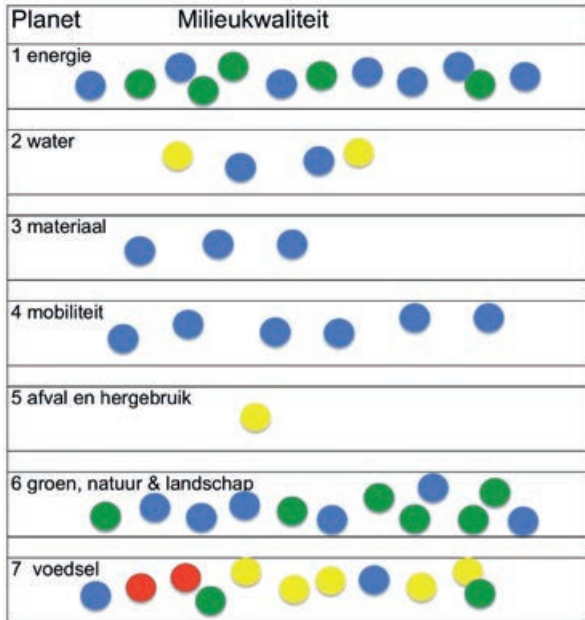 Planet Milieukwaliteit
1 energie
2 water
3 materiaal
4 mobiliteit
5 afval en hergebruik
6 groen, natuur & landschap
7 voedsel